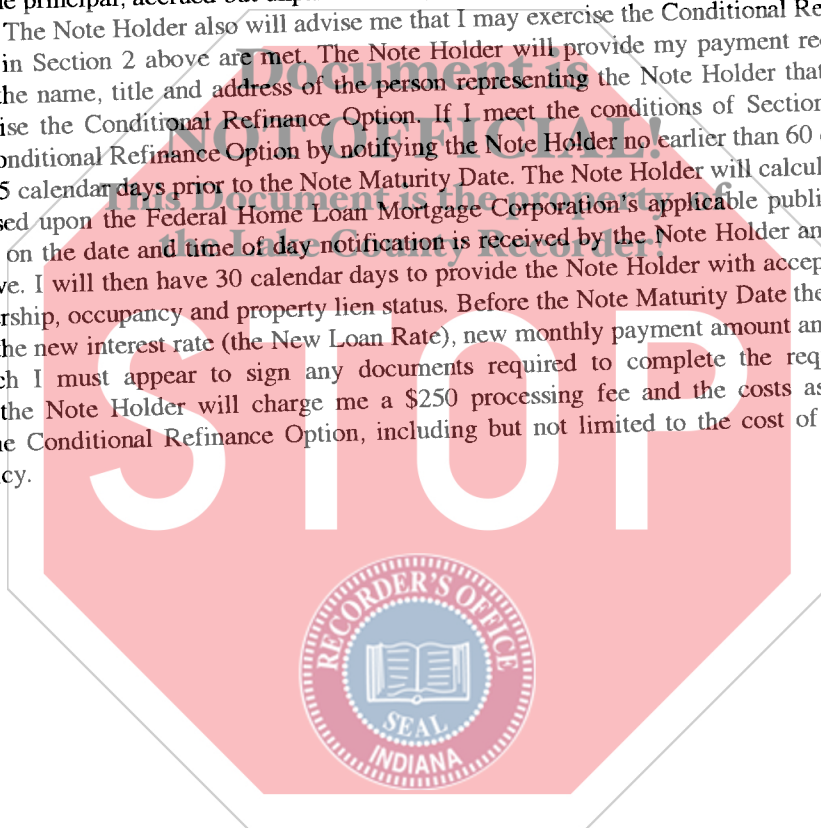 principal, accrued but
The Note Holder also will advise me that I may exercise the Conditional Re
in Section 2 above are met. The Note Holder will provide my payment re
he name, title and address of the person representing the Note Holder that
ise the Conditional Refinance Option. If I meet the conditions of Section
onditional Refinance Option by notifying the Note Holder no earlier than 60
5 calendar days prior to the Note Maturity Date. The Note Holder will calcul
sed upon the Federal Home Loan Mortgage Corporation's applicable publi
on the date and time of day notification is received by the Note Holder an
ve. I will then have 30 calendar days to provide the Note Holder with accep
rship, occupancy and property lien status. Before the Note Maturity Date the
he new interest rate (the New Loan Rate), new monthly payment amount an
ch I must appear to sign any documents required to complete the req
the Note Holder will charge me a $250 processing fee and the costs as
e Conditional Refinance Option, including but not limited to the cost of
cy.
Document is
NOT OFFICIAL!
This Document is the property of
the Lake County Recorder!
STOP
RECORDER'S OFFICE
SEAL
INDIANA